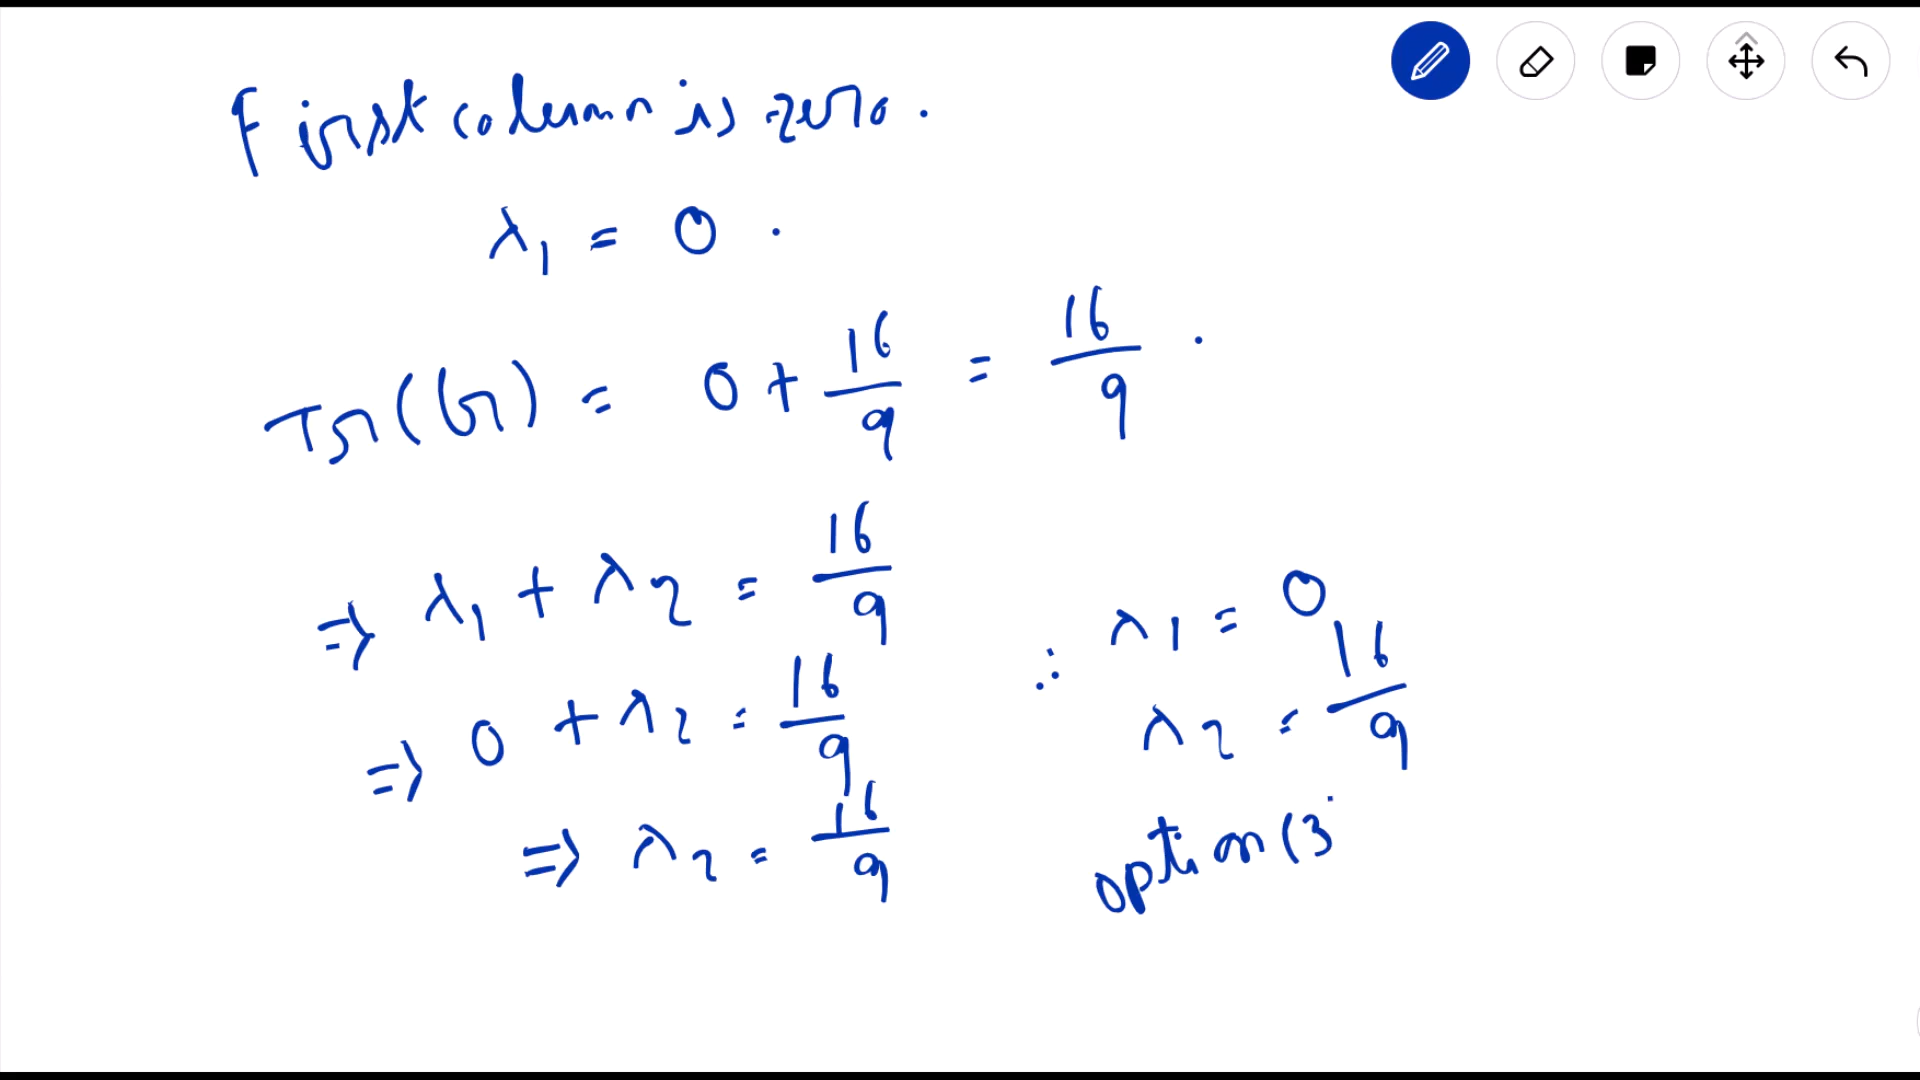 First column is zero.
λ₁ = 0 .
Tr(G) = 0 + 16/9 = 16/9 .
⇒ λ₁ + λ₂ = 16/9
⇒ 0 + λ₂ = 16/9
⇒ λ₂ = 16/9
∴ λ₁ = 0
λ₂ = 16/9
option (3